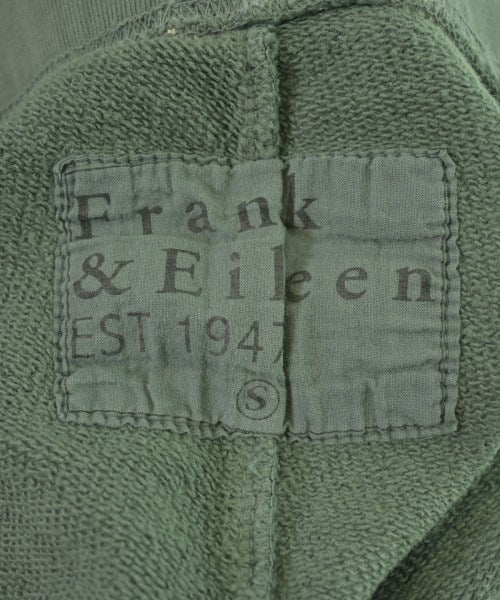 Frank
& Eileen
EST. 1947
S